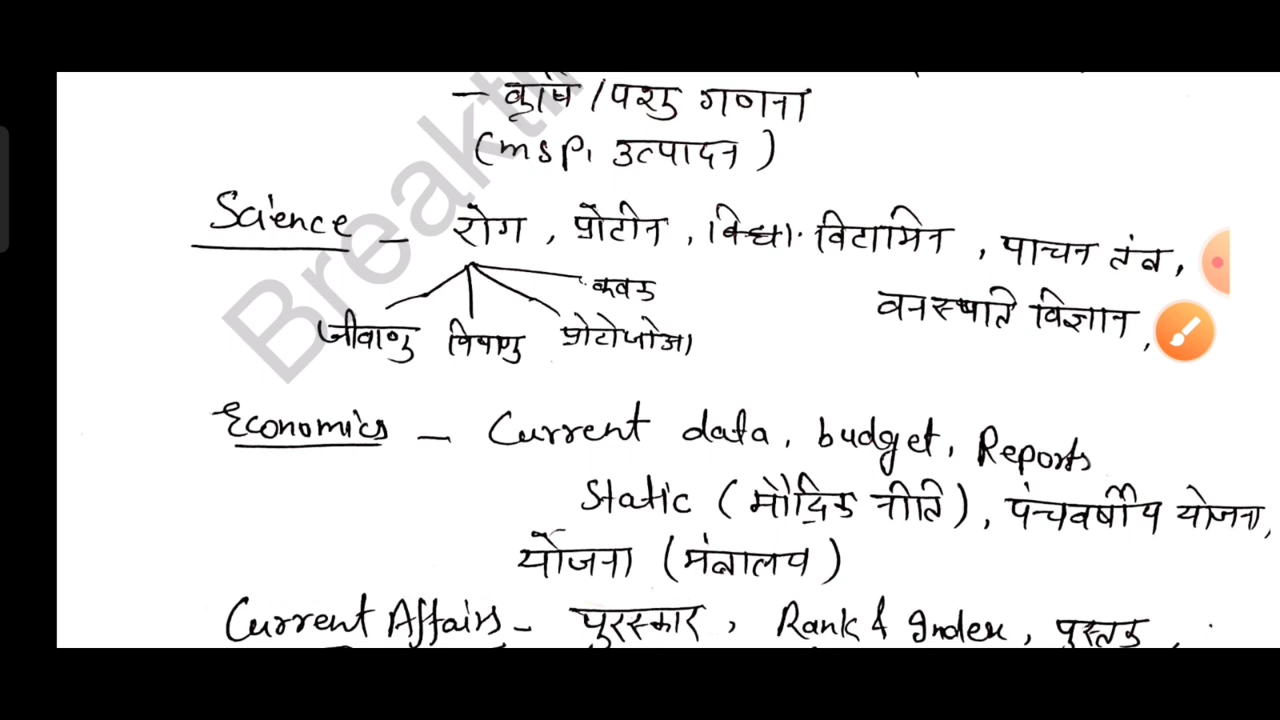 – कृषि / पशु गणना
(msp, उत्पादन)
Science – रोग, प्रोटीन, विटामिन, पाचन तंत्र,
वनस्पति विज्ञान,
कवक
जीवाणु विषाणु प्रोटोजोआ
Economics – Current data, budget, Reports
Static (मौद्रिक नीति), पंचवर्षीय योजना,
योजना (मंत्रालय)
Current Affairs – पुरस्कार, Rank & Index, पुस्तक,